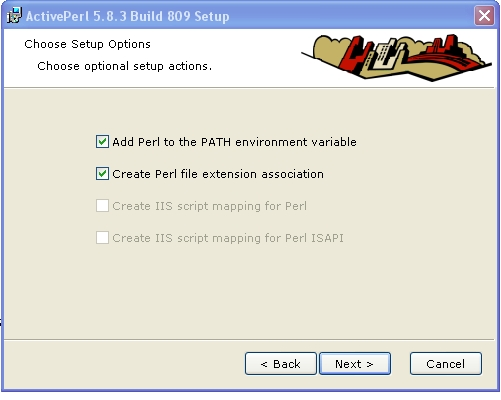 ActivePerl 5.8.3 Build 809 Setup
Choose Setup Options
Choose optional setup actions.
Add Perl to the PATH environment variable
Create Perl file extension association
Create IIS script mapping for Perl
Create IIS script mapping for Perl ISAPI
< Back Next > Cancel